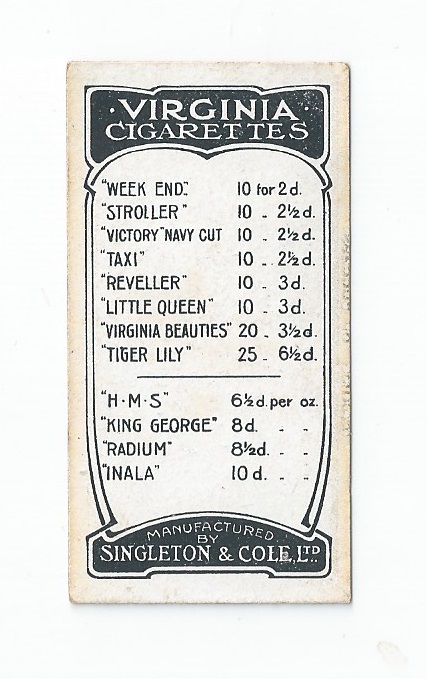 ·VIRGINIA·
CIGARETTES
"WEEK END". 10 for 2d.
"STROLLER" 10 .. 2½d.
"VICTORY" NAVY CUT 10 .. 2½d.
"TAXI" 10 .. 2½d.
"REVELLER" 10 .. 3d.
"LITTLE QUEEN" 10 .. 3d.
"VIRGINIA BEAUTIES" 20 .. 3½d.
"TIGER LILY" 25 .. 6½d.
"H·M·S" 6½d. per oz.
"KING GEORGE" 8d. . .
"RADIUM" 8½d. . .
"INALA" 10d. . .
MANUFACTURED
BY
SINGLETON & COLE, LTD.